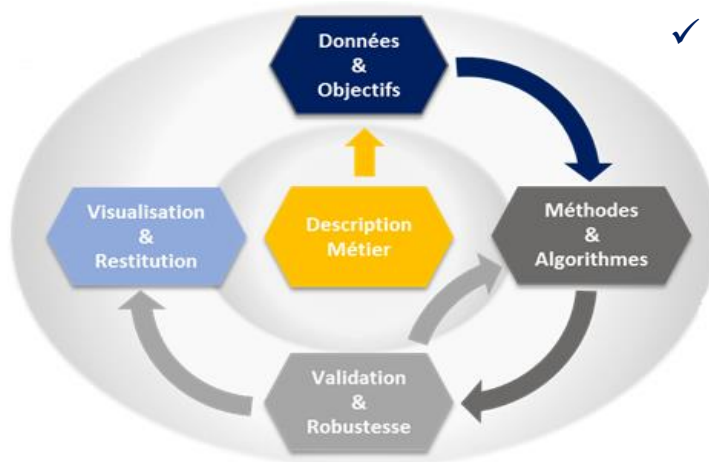 Données
&
Objectifs
✓
Visualisation
&
Restitution
Description
Métier
Méthodes
&
Algorithmes
Validation
&
Robustesse